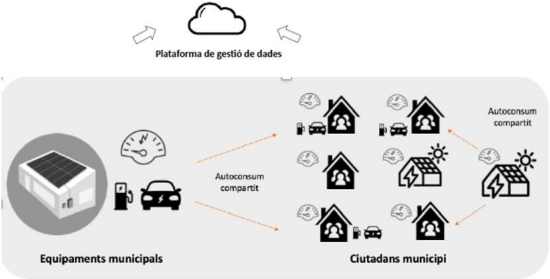 Plataforma de gestió de dades
Autoconsum
compartit
Autoconsum
compartit
Equipaments municipals
Ciutadans municipi